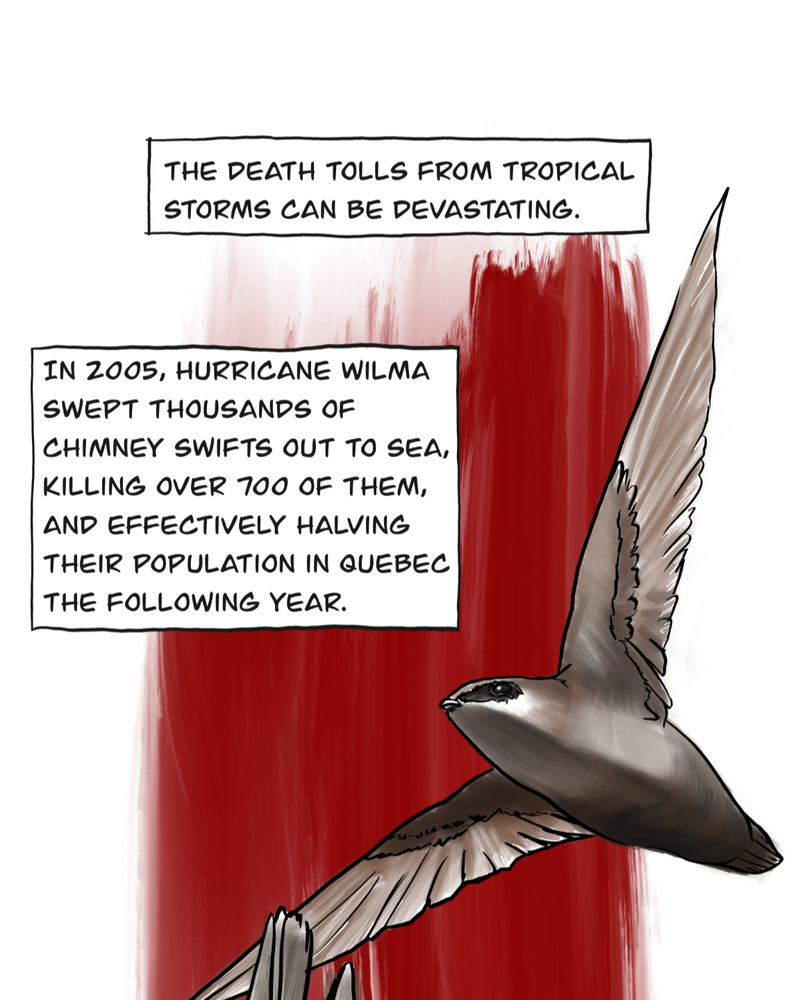 THE DEATH TOLLS FROM TROPICAL
STORMS CAN BE DEVASTATING.
IN 2005, HURRICANE WILMA
SWEPT THOUSANDS OF
CHIMNEY SWIFTS OUT TO SEA,
KILLING OVER 700 OF THEM,
AND EFFECTIVELY HALVING
THEIR POPULATION IN QUEBEC
THE FOLLOWING YEAR.